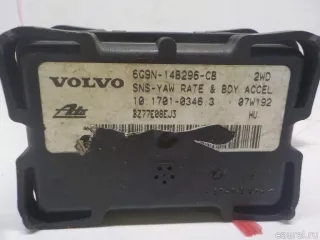 VOLVO
6G9N-14B296-CB 2WD
SNS-YAW RATE & BDY ACCEL.
10.1701-0346.3 07W192
Ate
HU